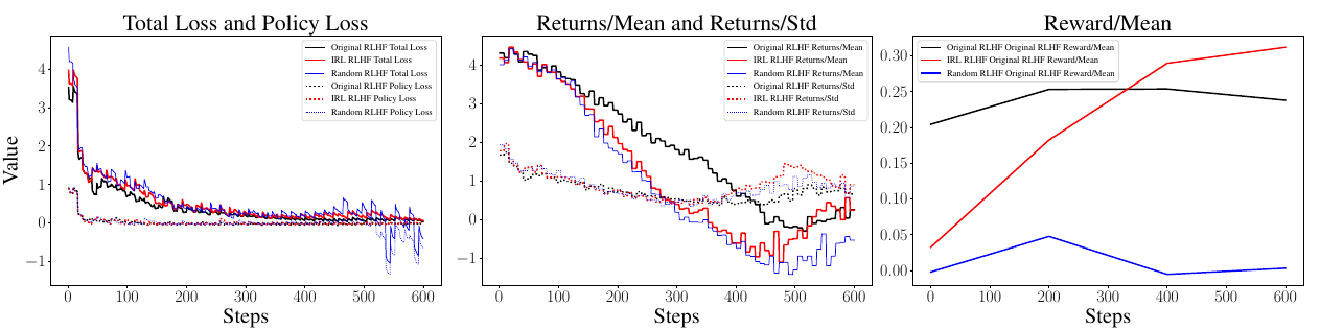 Total Loss and Policy Loss
Value
4
3
2
1
0
−1
0 100 200 300 400 500 600
Steps
Original RLHF Total Loss
IRL RLHF Total Loss
Random RLHF Total Loss
Original RLHF Policy Loss
IRL RLHF Policy Loss
Random RLHF Policy Loss
Returns/Mean and Returns/Std
4
3
2
1
0
−1
0 100 200 300 400 500 600
Steps
Original RLHF Returns/Mean
IRL RLHF Returns/Mean
Random RLHF Returns/Mean
Original RLHF Returns/Std
IRL RLHF Returns/Std
Random RLHF Returns/Std
Reward/Mean
0.30
0.25
0.20
0.15
0.10
0.05
0.00
0 100 200 300 400 500 600
Steps
Original RLHF Original RLHF Reward/Mean
IRL RLHF Original RLHF Reward/Mean
Random RLHF Original RLHF Reward/Mean